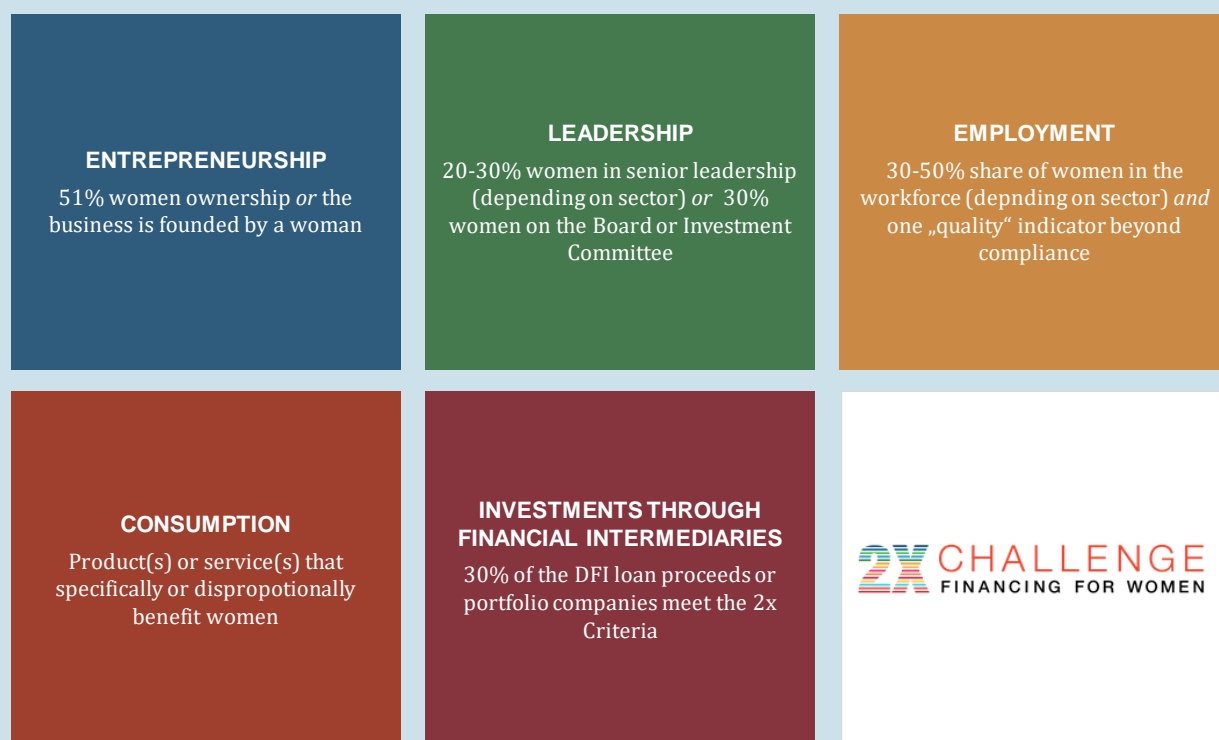 ENTREPRENEURSHIP
51% women ownership or the
business is founded by a woman
LEADERSHIP
20-30% women in senior leadership
(depending on sector) or 30%
women on the Board or Investment
Committee
EMPLOYMENT
30-50% share of women in the
workforce (depnding on sector) and
one „quality“ indicator beyond
compliance
CONSUMPTION
Product(s) or service(s) that
specifically or dispropotionally
benefit women
INVESTMENTS THROUGH
FINANCIAL INTERMEDIARIES
30% of the DFI loan proceeds or
portfolio companies meet the 2x
Criteria
2X CHALLENGE
FINANCING FOR WOMEN